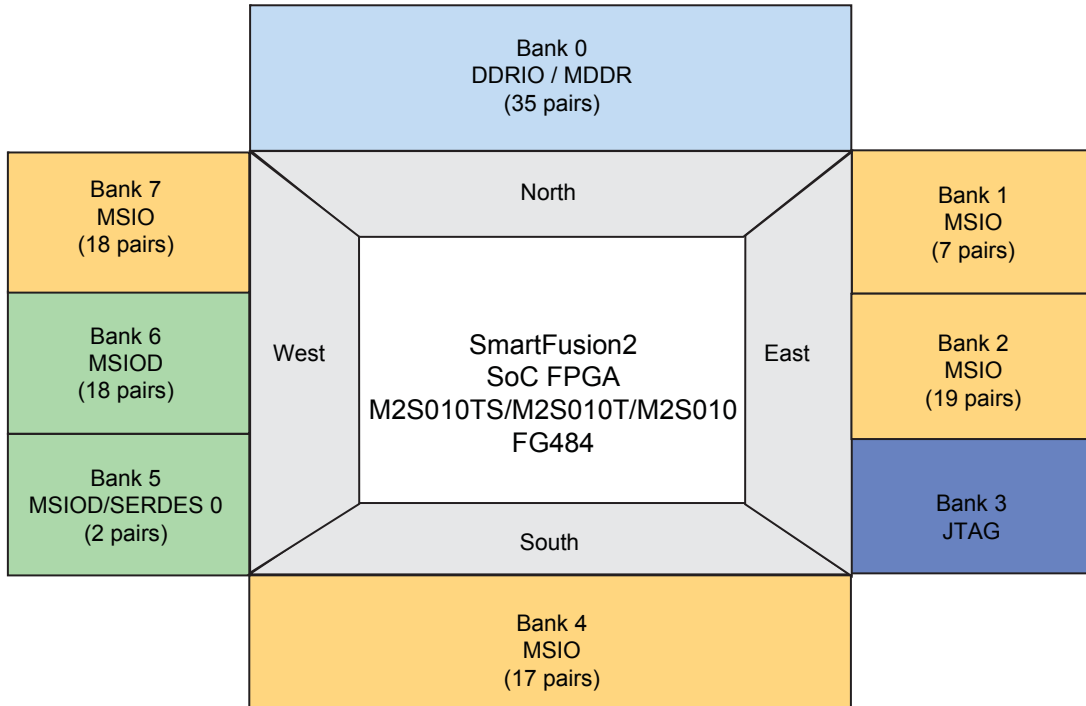 Bank 0
DDRIO / MDDR
(35 pairs)
Bank 7
MSIO
(18 pairs)
North
Bank 1
MSIO
(7 pairs)
Bank 6
MSIOD
(18 pairs)
West
SmartFusion2
SoC FPGA
M2S010TS/M2S010T/M2S010
FG484
East
Bank 2
MSIO
(19 pairs)
Bank 5
MSIOD/SERDES 0
(2 pairs)
South
Bank 3
JTAG
Bank 4
MSIO
(17 pairs)